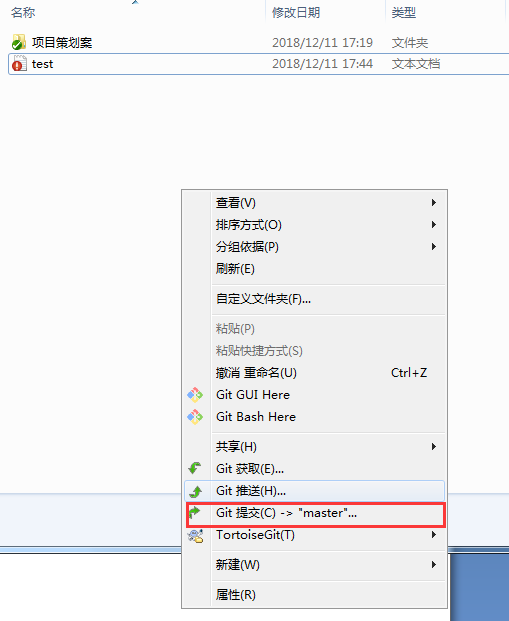 名称 修改日期 类型
项目策划案 2018/12/11 17:19 文件夹
test 2018/12/11 17:44 文本文档
查看(V)
排序方式(O)
分组依据(P)
刷新(E)
自定义文件夹(F)...
粘贴(P)
粘贴快捷方式(S)
撤消 重命名(U) Ctrl+Z
Git GUI Here
Git Bash Here
共享(H)
Git 获取(E)...
Git 推送(H)...
Git 提交(C) -> "master"...
TortoiseGit(T)
新建(W)
属性(R)